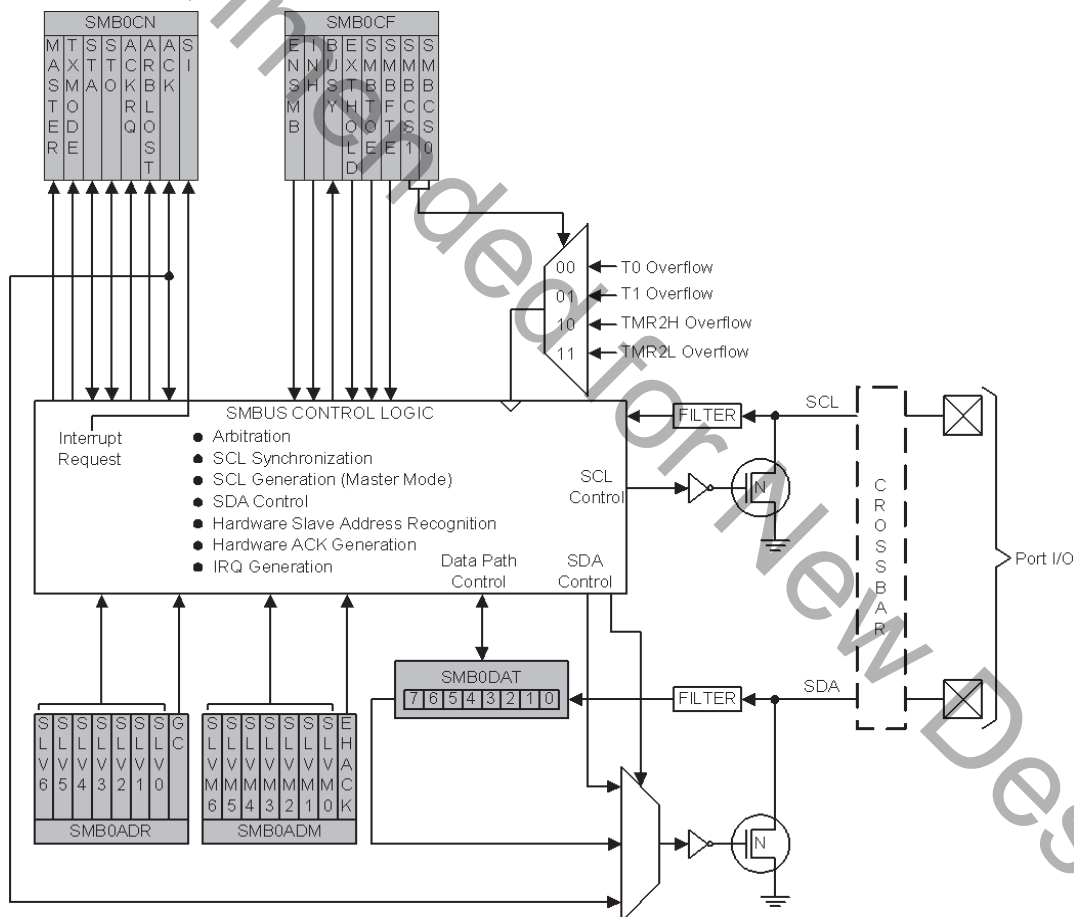 SMB0CN
MASTER
TXMODE
STA
STO
ACKRQ
ARBLOST
ACK
SI
SMB0CF
ENSMB
INH
BUSY
EXTHOLD
SMBTOE
SMBFTE
SMBCS1
SMBCS0
00 T0 Overflow
01 T1 Overflow
10 TMR2H Overflow
11 TMR2L Overflow
SMBUS CONTROL LOGIC
Interrupt
Request
● Arbitration
● SCL Synchronization
● SCL Generation (Master Mode)
● SDA Control
● Hardware Slave Address Recognition
● Hardware ACK Generation
● IRQ Generation
Data Path
Control
SDA
Control
SCL
Control
FILTER
SCL
N
CROSSBAR
Port I/O
SMB0DAT
7 6 5 4 3 2 1 0
FILTER
SDA
N
SLV6
SLV5
SLV4
SLV3
SLV2
SLV1
SLV0
GC
SMB0ADR
SLVM6
SLVM5
SLVM4
SLVM3
SLVM2
SLVM1
SLVM0
EHACK
SMB0ADM
mmended for New Des